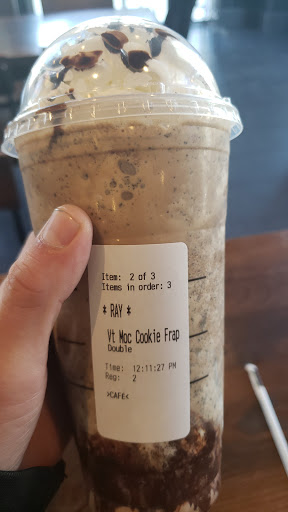 Item: 2 of 3
Items in order: 3
* RAY *
Vt Moc Cookie Frap
Double
Time: 12:11:27 PM
Reg: 2
>CAFE<